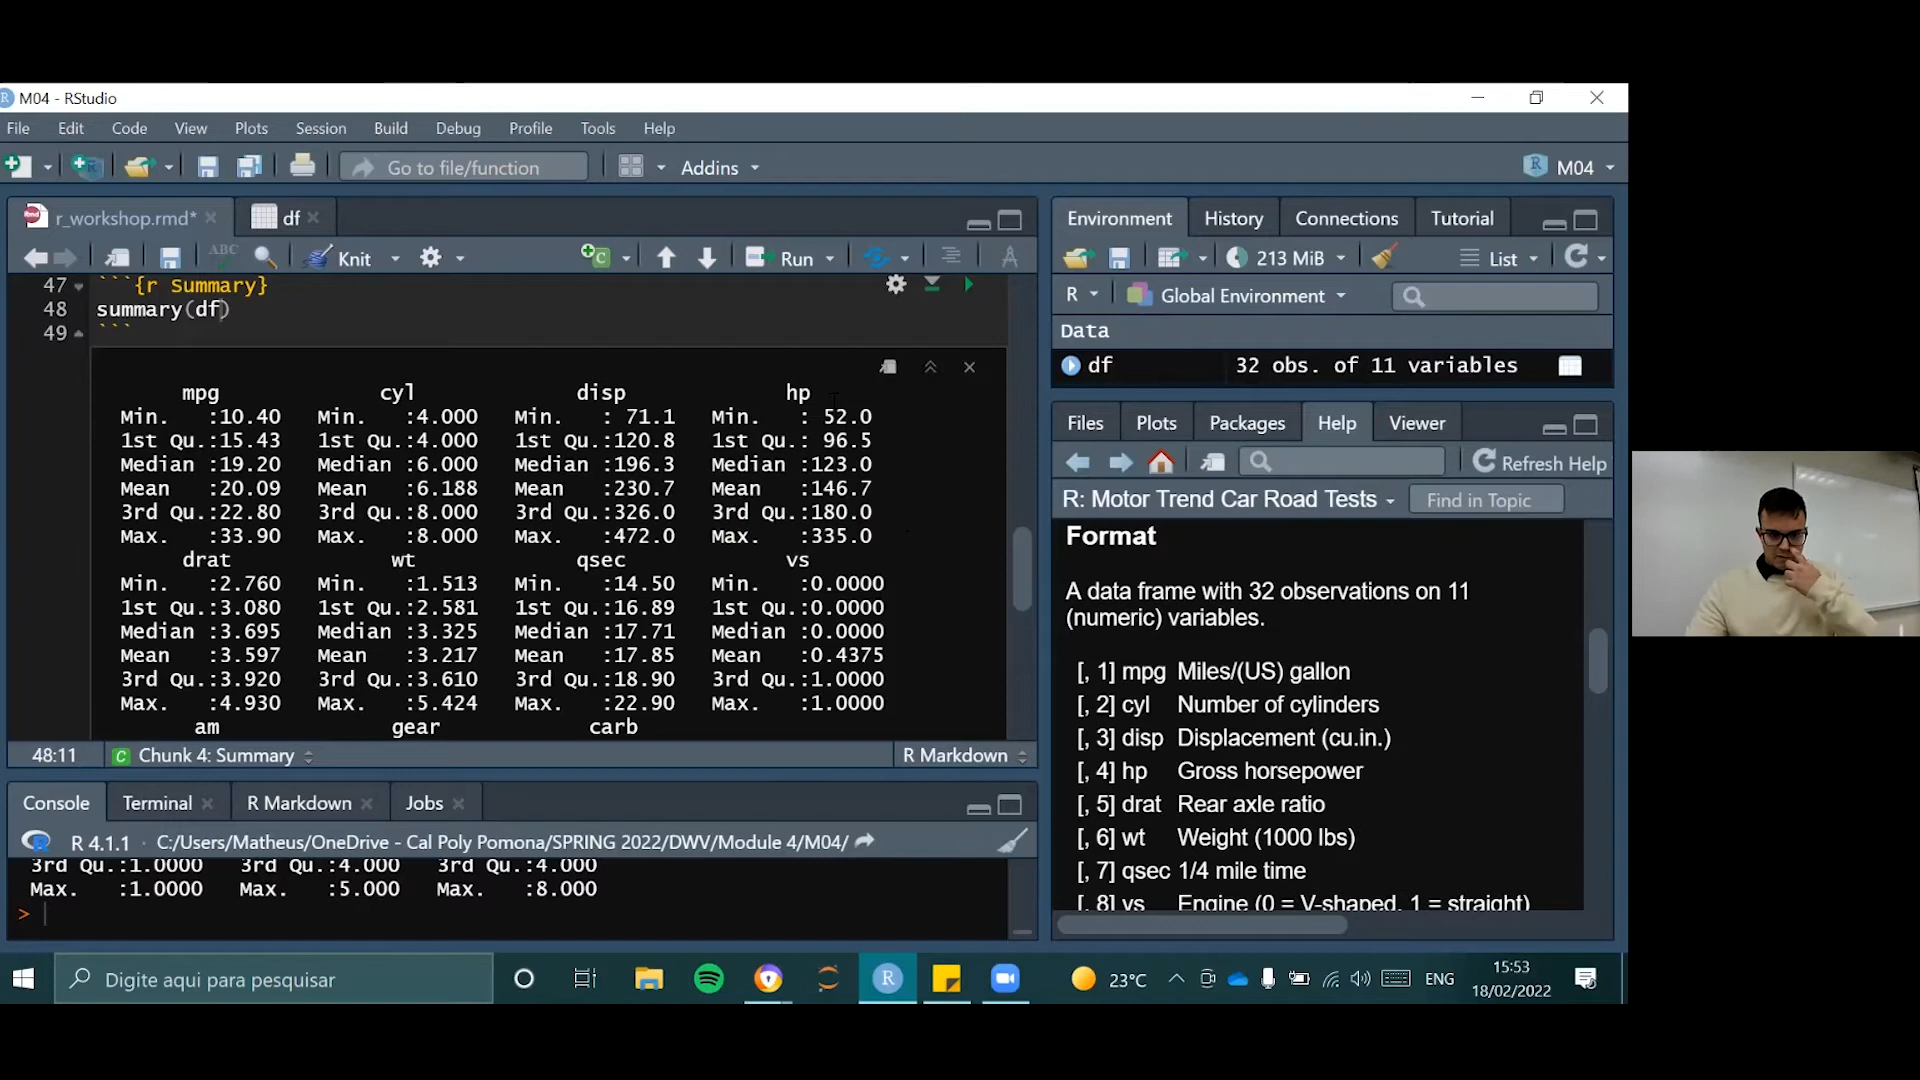 M04 - RStudio
File Edit Code View Plots Session Build Debug Profile Tools Help
Go to file/function Addins M04
r_workshop.rmd* df
ABC Knit Run
47 ```{r Summary}
48 summary(df)
49 ```
mpg cyl disp hp
Min. :10.40 Min. :4.000 Min. : 71.1 Min. : 52.0
1st Qu.:15.43 1st Qu.:4.000 1st Qu.:120.8 1st Qu.: 96.5
Median :19.20 Median :6.000 Median :196.3 Median :123.0
Mean :20.09 Mean :6.188 Mean :230.7 Mean :146.7
3rd Qu.:22.80 3rd Qu.:8.000 3rd Qu.:326.0 3rd Qu.:180.0
Max. :33.90 Max. :8.000 Max. :472.0 Max. :335.0
drat wt qsec vs
Min. :2.760 Min. :1.513 Min. :14.50 Min. :0.0000
1st Qu.:3.080 1st Qu.:2.581 1st Qu.:16.89 1st Qu.:0.0000
Median :3.695 Median :3.325 Median :17.71 Median :0.0000
Mean :3.597 Mean :3.217 Mean :17.85 Mean :0.4375
3rd Qu.:3.920 3rd Qu.:3.610 3rd Qu.:18.90 3rd Qu.:1.0000
Max. :4.930 Max. :5.424 Max. :22.90 Max. :1.0000
am gear carb
48:11 Chunk 4: Summary R Markdown
Console Terminal R Markdown Jobs
R 4.1.1 · C:/Users/Matheus/OneDrive - Cal Poly Pomona/SPRING 2022/DWV/Module 4/M04/
3rd Qu.:1.0000 3rd Qu.:4.000 3rd Qu.:4.000
Max. :1.0000 Max. :5.000 Max. :8.000
>
Environment History Connections Tutorial
213 MiB List
R Global Environment
Data
df 32 obs. of 11 variables
Files Plots Packages Help Viewer
Refresh Help
R: Motor Trend Car Road Tests Find in Topic
Format
A data frame with 32 observations on 11
(numeric) variables.
[, 1] mpg Miles/(US) gallon
[, 2] cyl Number of cylinders
[, 3] disp Displacement (cu.in.)
[, 4] hp Gross horsepower
[, 5] drat Rear axle ratio
[, 6] wt Weight (1000 lbs)
[, 7] qsec 1/4 mile time
[, 8] vs Engine (0 = V-shaped, 1 = straight)
Digite aqui para pesquisar
23°C ENG 15:53
18/02/2022